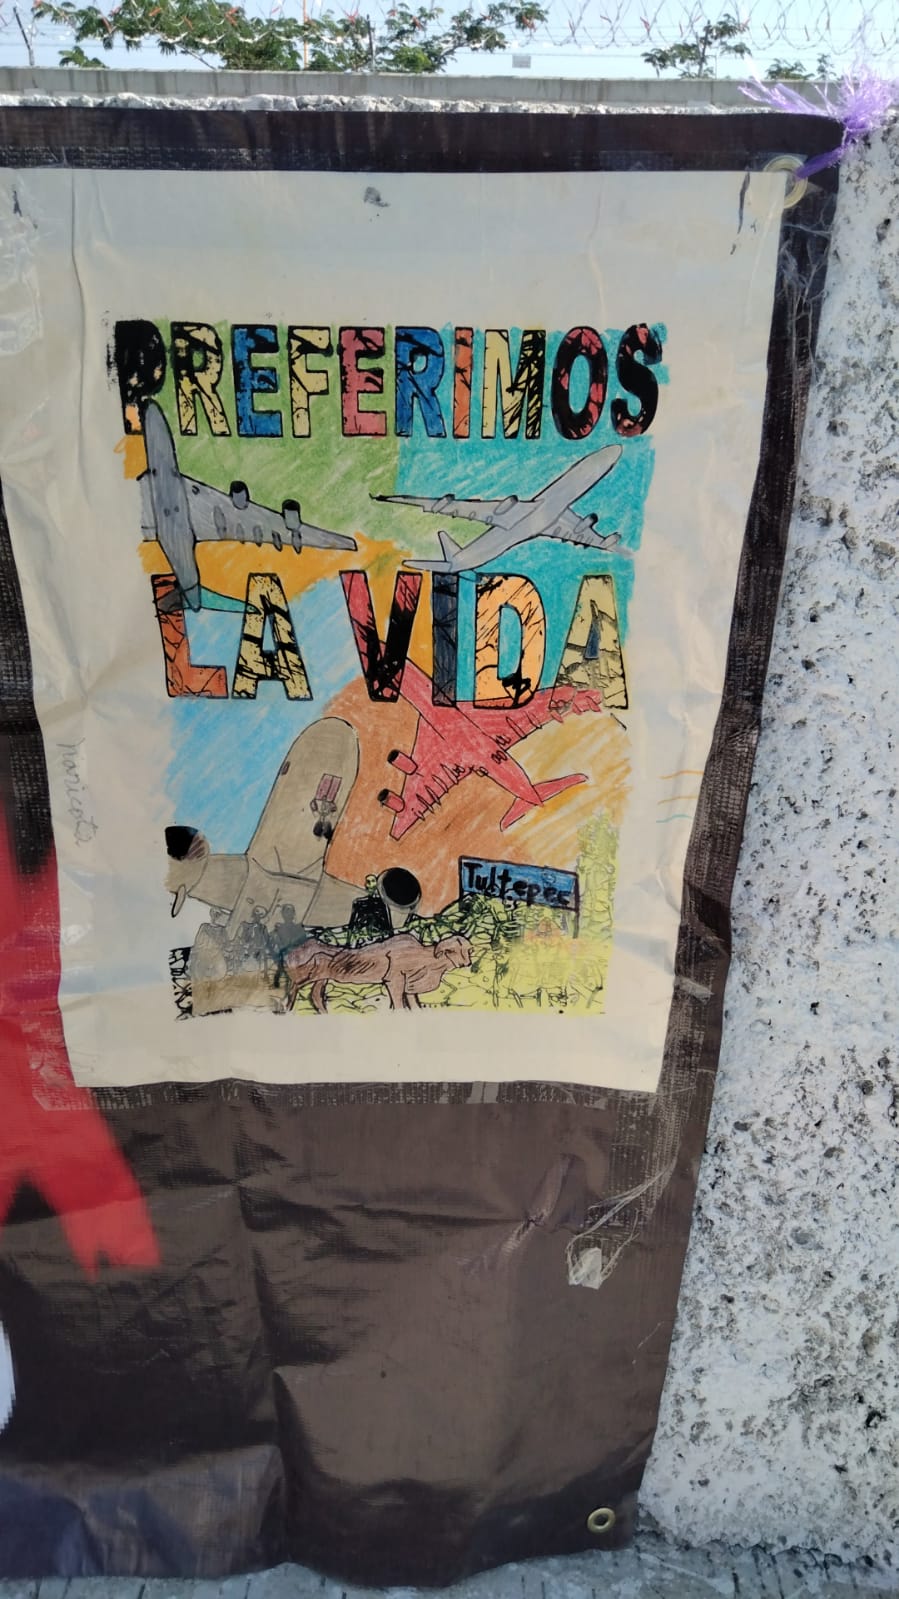 PREFERIMOS
LA VIDA
Tultepec